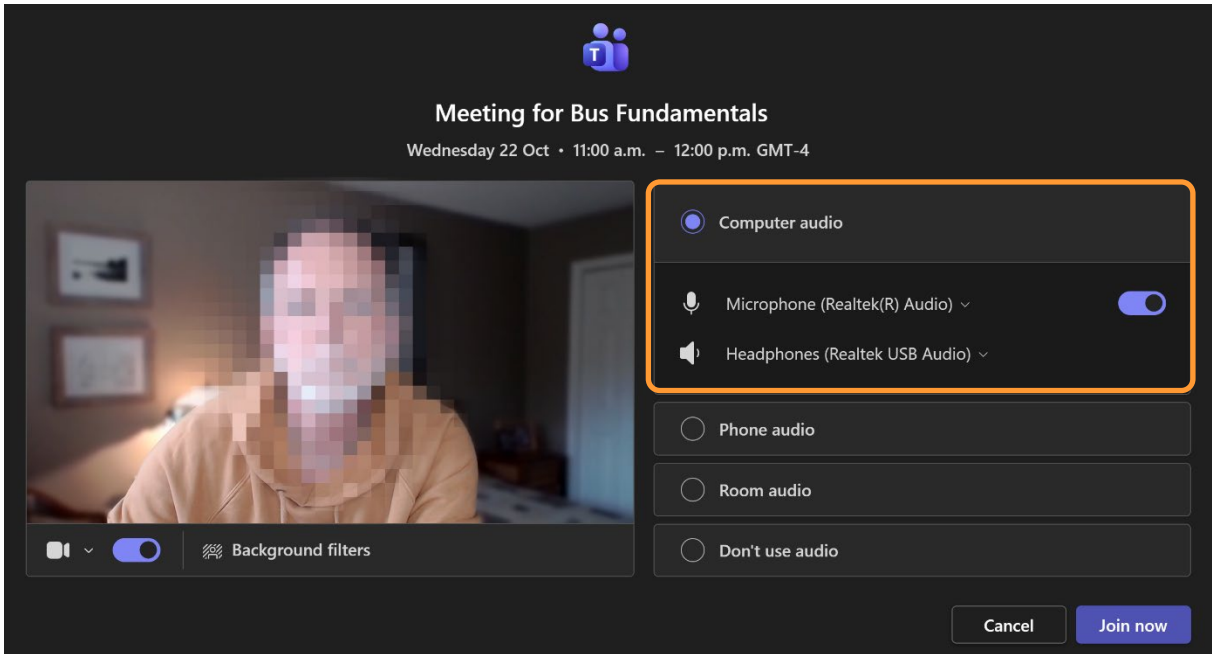 T
Meeting for Bus Fundamentals
Wednesday 22 Oct • 11:00 a.m. – 12:00 p.m. GMT-4
Computer audio
Microphone (Realtek(R) Audio)
Headphones (Realtek USB Audio)
Phone audio
Room audio
Don't use audio
Background filters
Cancel
Join now